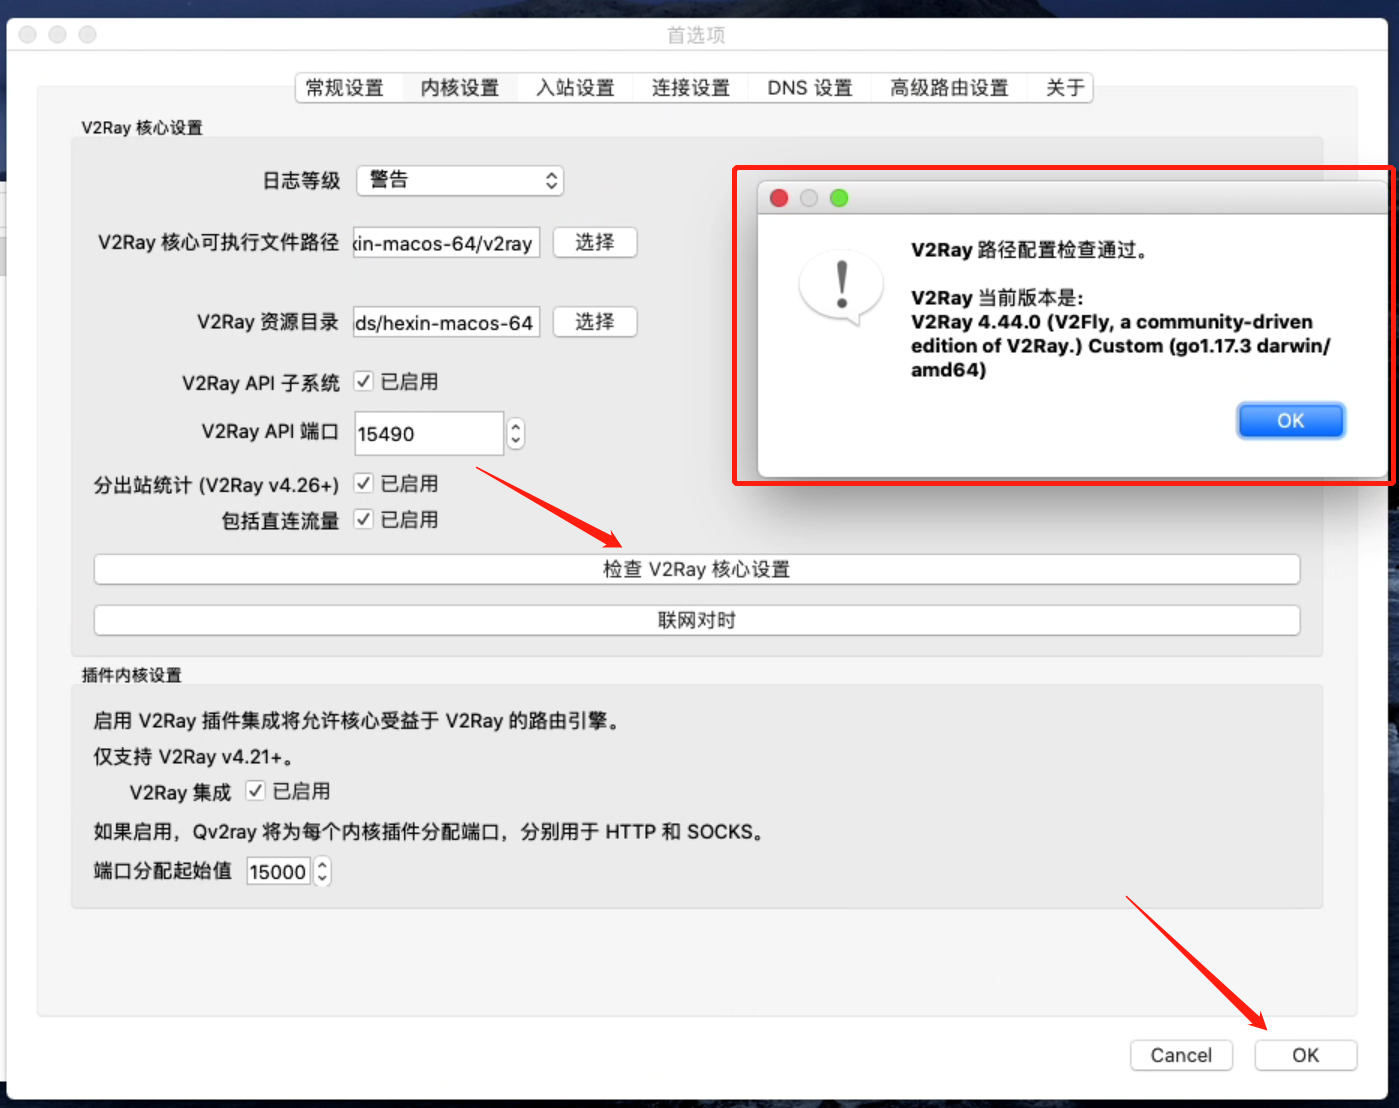 首选项
常规设置 内核设置 入站设置 连接设置 DNS 设置 高级路由设置 关于
V2Ray 核心设置
日志等级 警告
V2Ray 核心可执行文件路径 in-macos-64/v2ray 选择
V2Ray 资源目录 ds/hexin-macos-64 选择
V2Ray API 子系统 已启用
V2Ray API 端口 15490
分出站统计 (V2Ray v4.26+) 已启用
包括直连流量 已启用
检查 V2Ray 核心设置
联网对时
V2Ray 路径配置检查通过。
V2Ray 当前版本是:
V2Ray 4.44.0 (V2Fly, a community-driven
edition of V2Ray.) Custom (go1.17.3 darwin/
amd64)
OK
插件内核设置
启用 V2Ray 插件集成将允许核心受益于 V2Ray 的路由引擎。
仅支持 V2Ray v4.21+。
V2Ray 集成 已启用
如果启用，Qv2ray 将为每个内核插件分配端口，分别用于 HTTP 和 SOCKS。
端口分配起始值 15000
Cancel OK